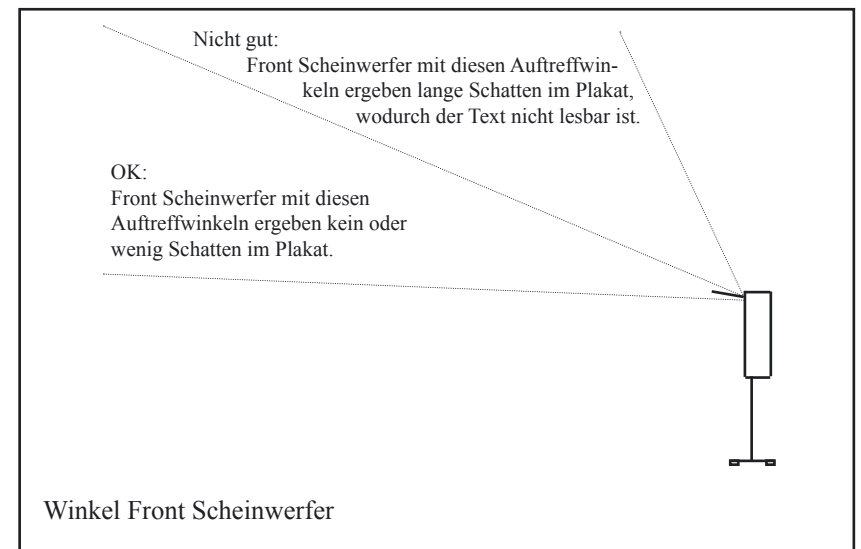 Nicht gut:
Front Scheinwerfer mit diesen Auftreffwin-
keln ergeben lange Schatten im Plakat,
wodurch der Text nicht lesbar ist.
OK:
Front Scheinwerfer mit diesen
Auftreffwinkeln ergeben kein oder
wenig Schatten im Plakat.
Winkel Front Scheinwerfer